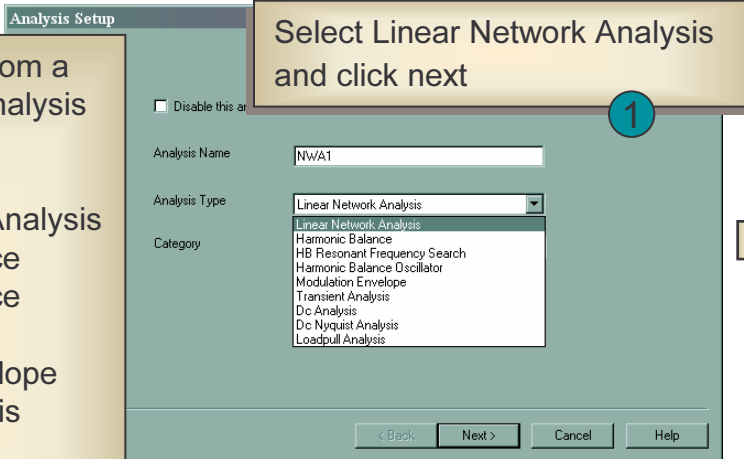 Analysis Setup
Select Linear Network Analysis
and click next
1
om a
nalysis
Analysis
ce
ce
lope
is
Disable this a
Analysis Name
NWA1
Analysis Type
Linear Network Analysis
Linear Network Analysis
Harmonic Balance
HB Resonant Frequency Search
Harmonic Balance Oscillator
Modulation Envelope
Transient Analysis
Dc Analysis
Dc Nyquist Analysis
Loadpull Analysis
Category
< Back
Next >
Cancel
Help